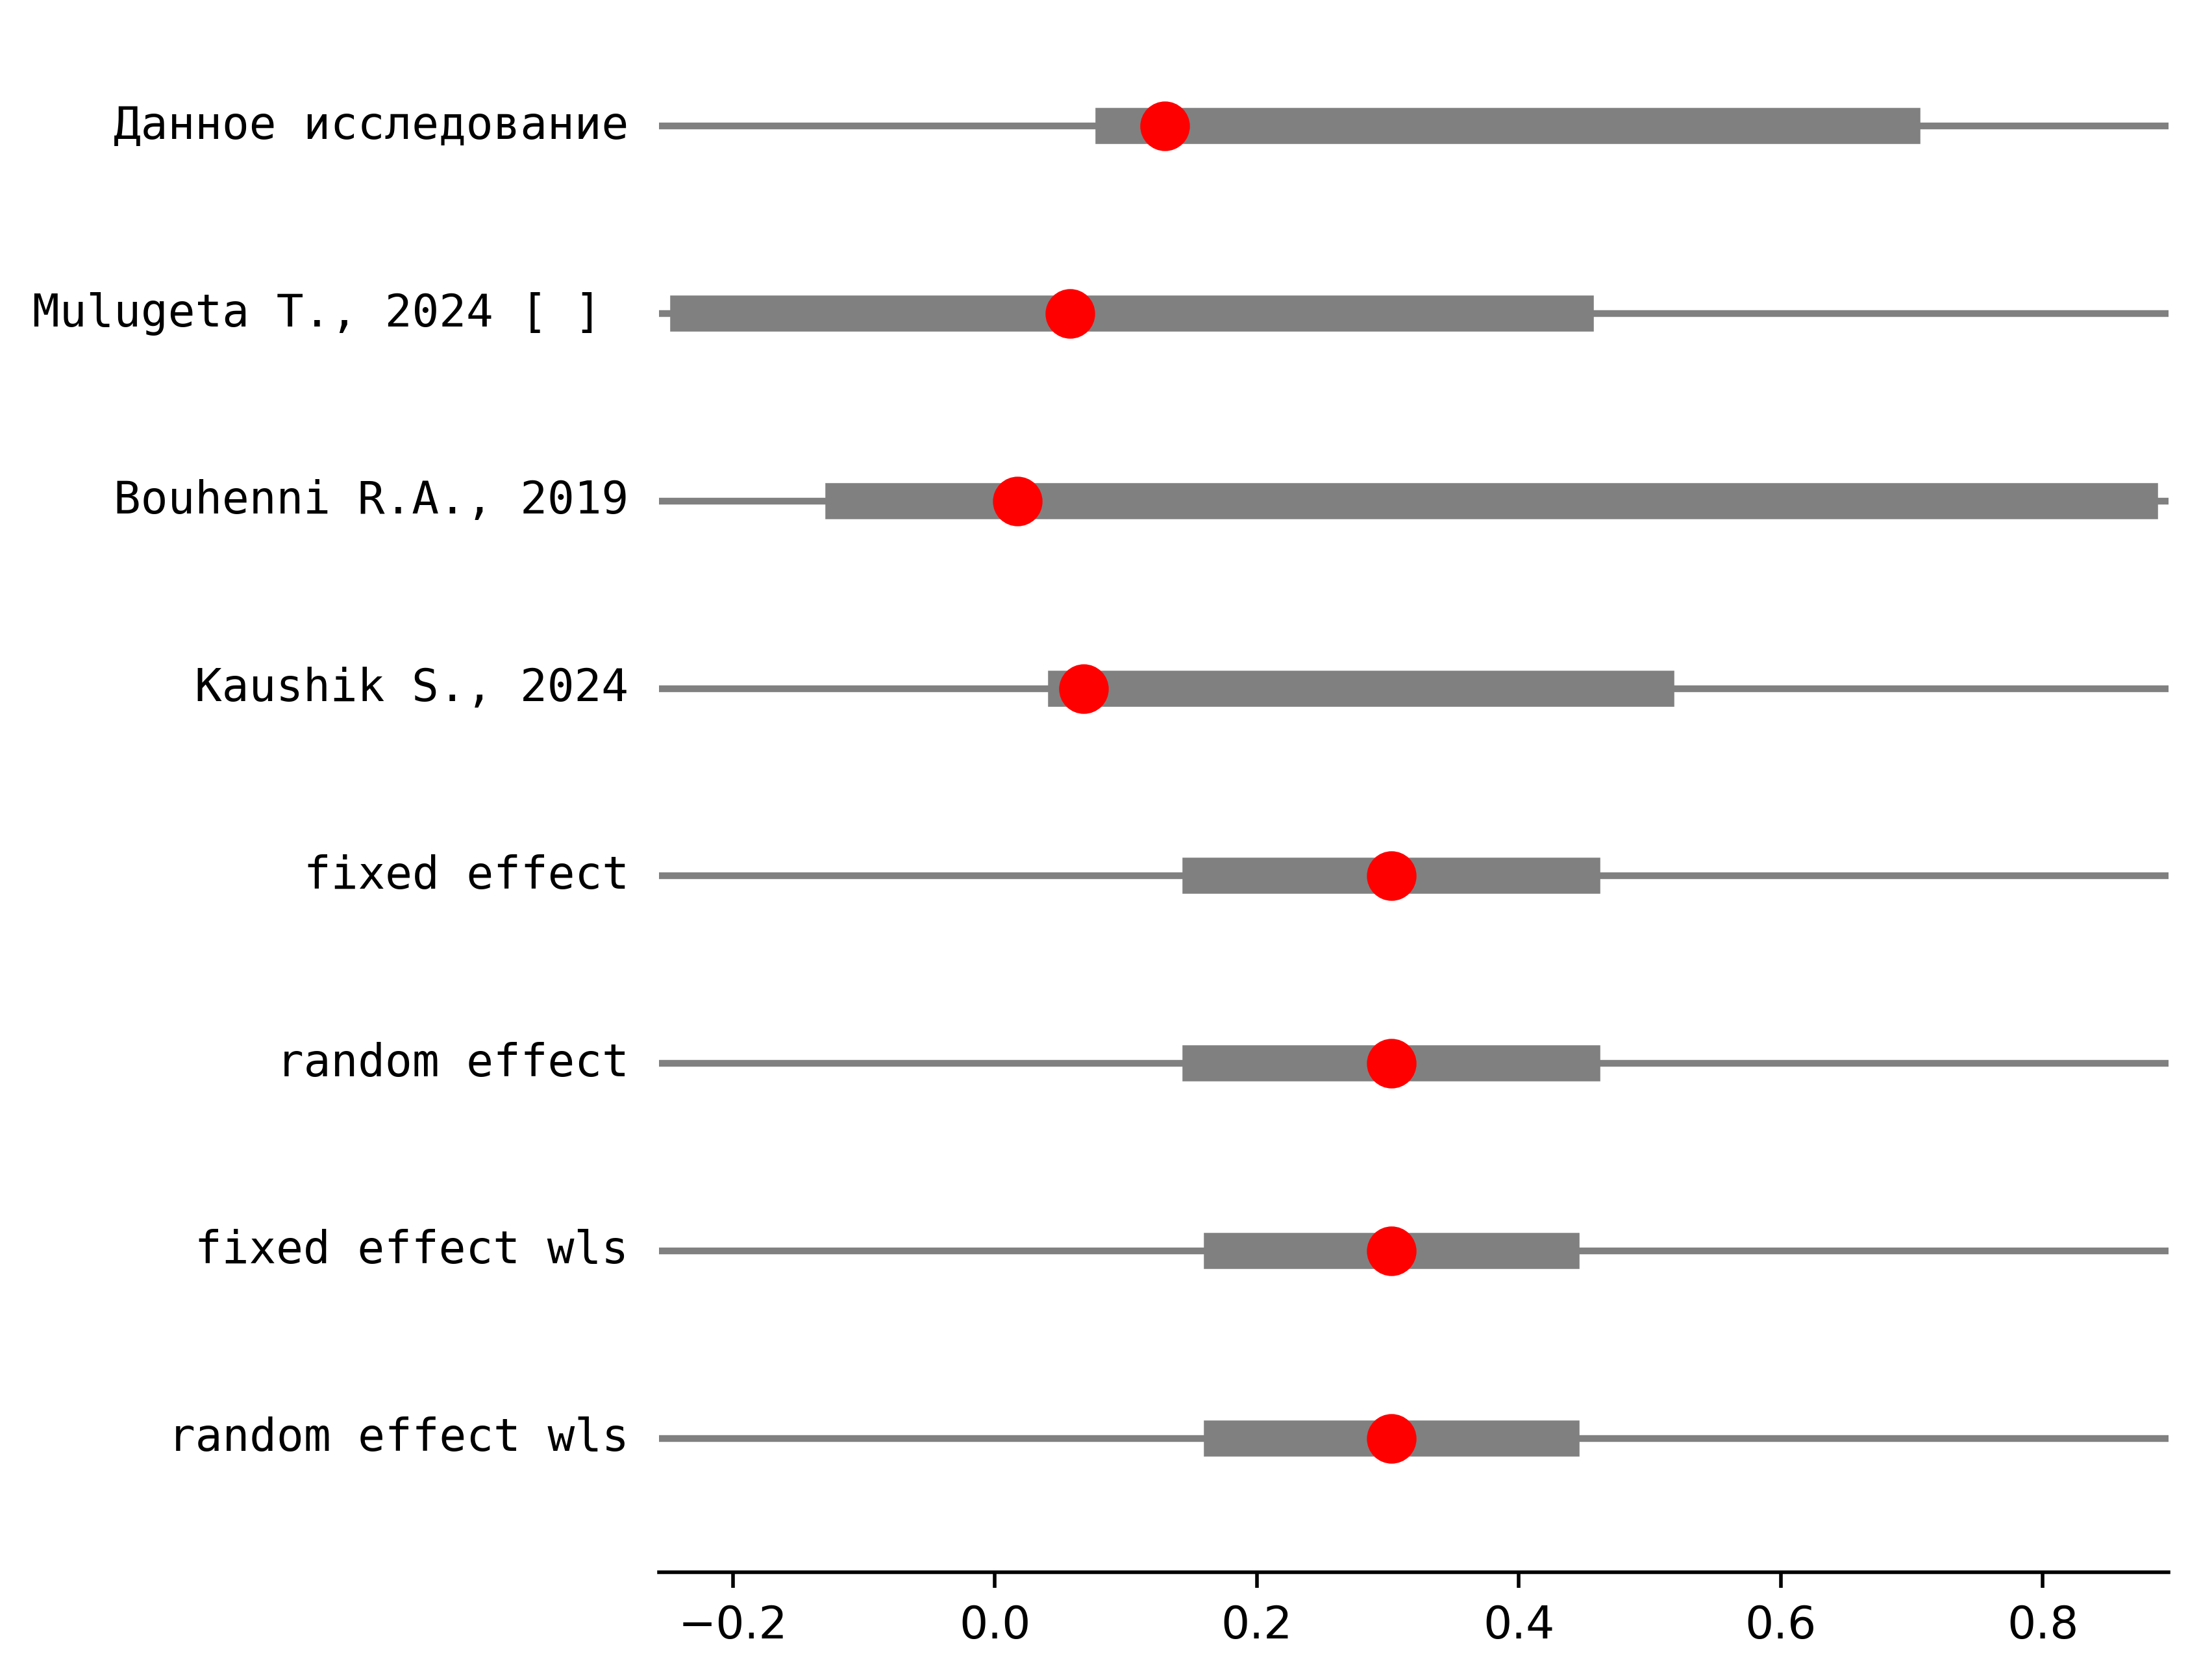 Данное исследование
Mulugeta T., 2024 [ ]
Bouhenni R.A., 2019
Kaushik S., 2024
fixed effect
random effect
fixed effect wls
random effect wls
−0.2 0.0 0.2 0.4 0.6 0.8